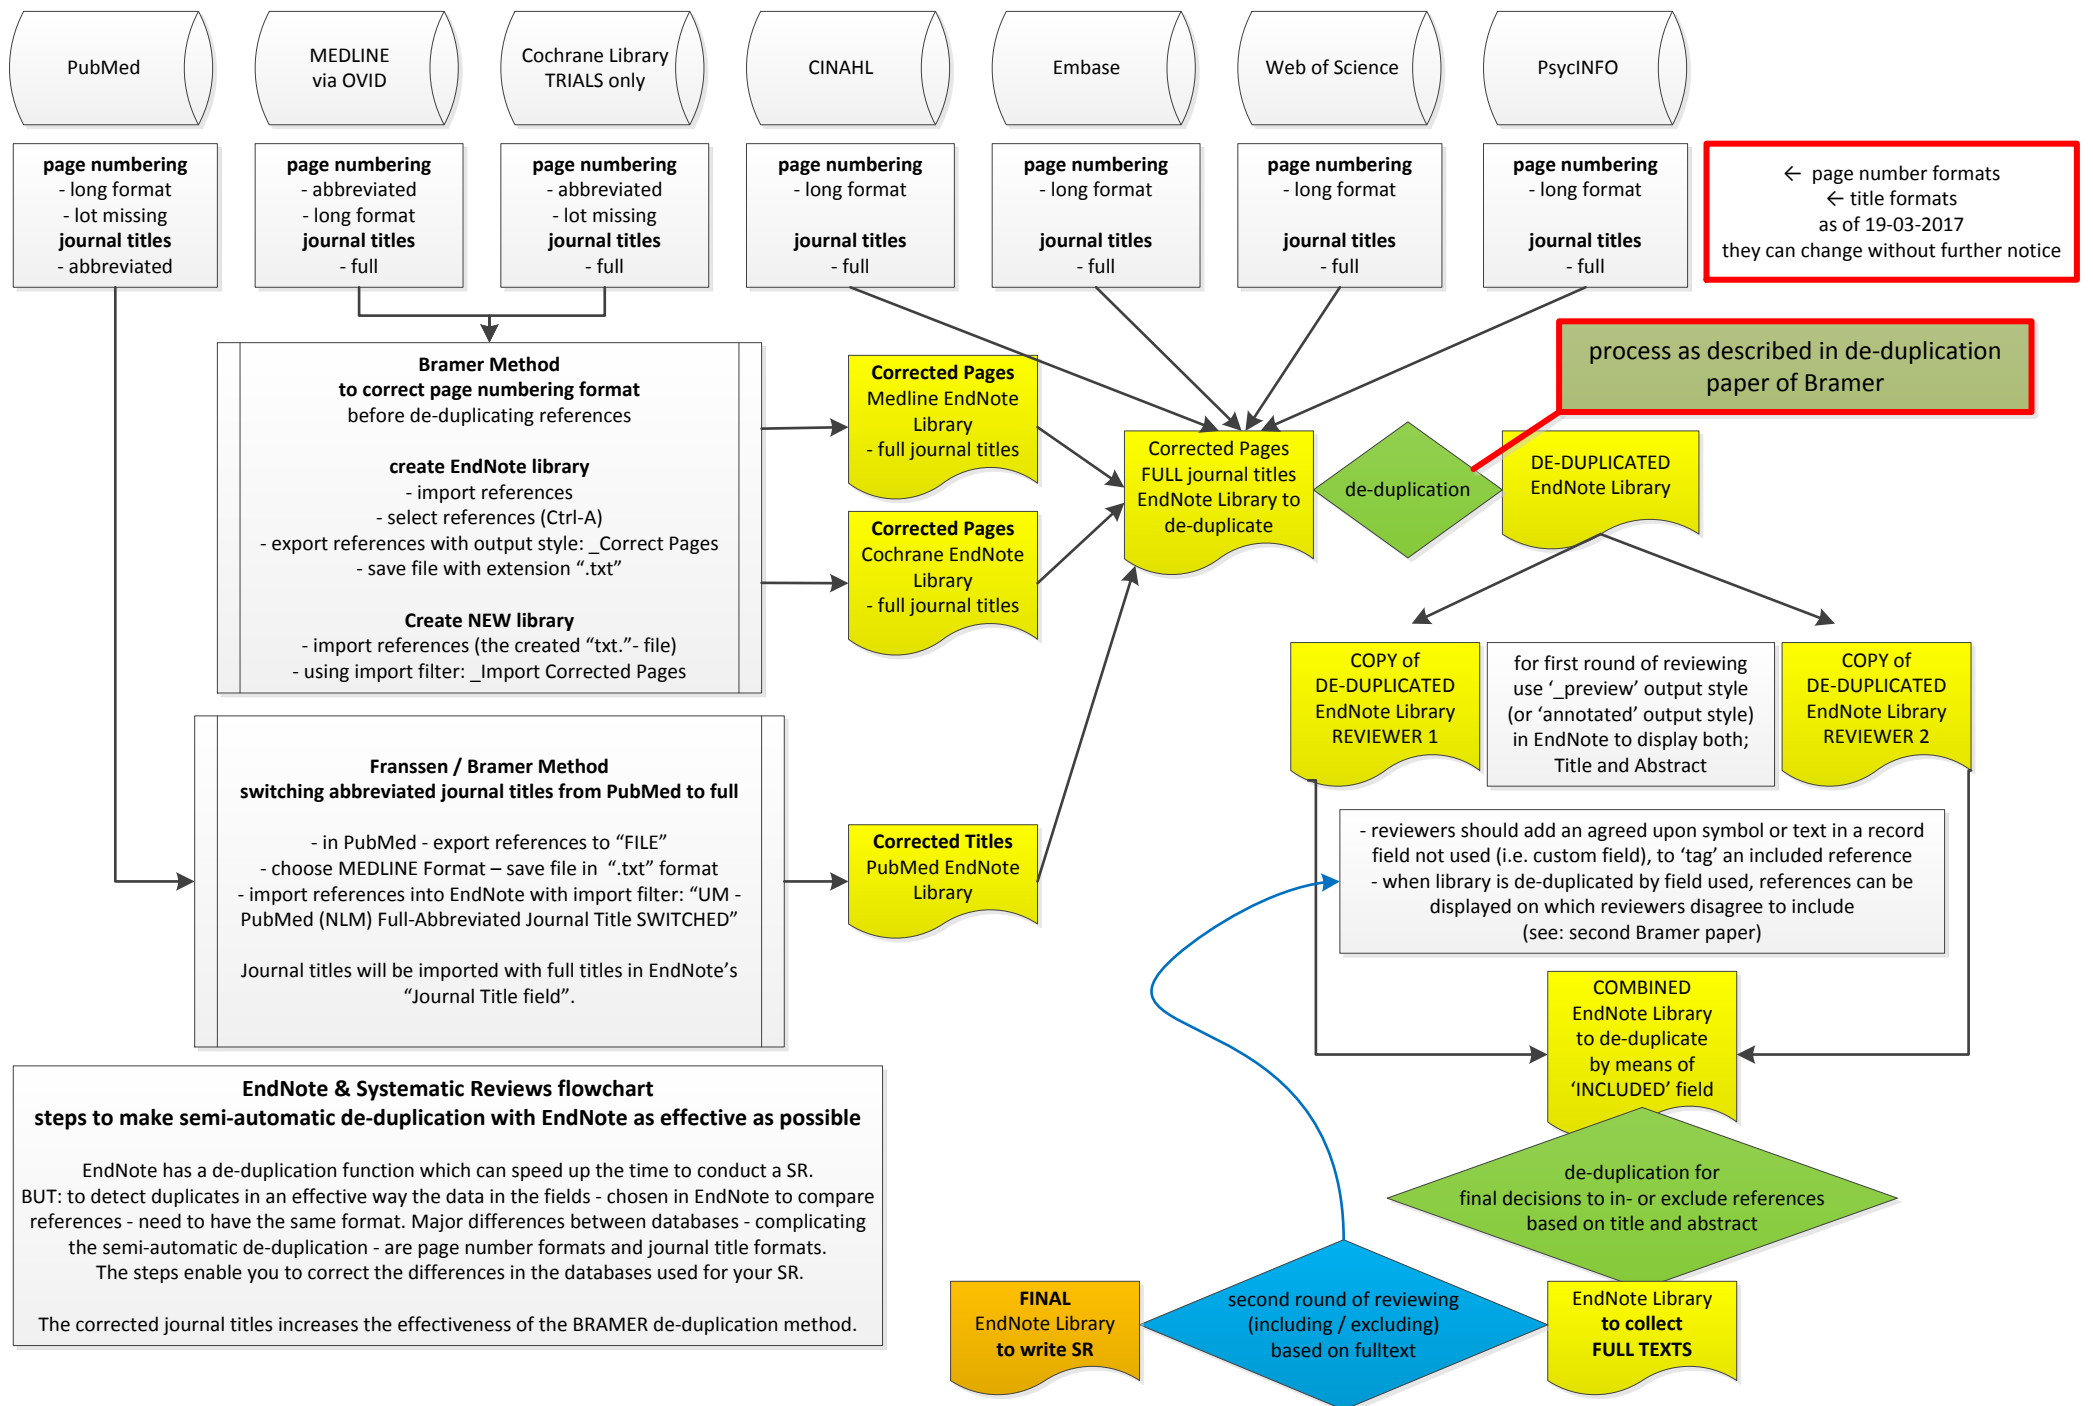 PubMed
MEDLINE
via OVID
Cochrane Library
TRIALS only
CINAHL
Embase
Web of Science
PsycINFO
page numbering
- long format
- lot missing
journal titles
- abbreviated
page numbering
- abbreviated
- long format
journal titles
- full
page numbering
- abbreviated
- lot missing
journal titles
- full
page numbering
- long format
journal titles
- full
page numbering
- long format
journal titles
- full
page numbering
- long format
journal titles
- full
page numbering
- long format
journal titles
- full
← page number formats
← title formats
as of 19-03-2017
they can change without further notice
Bramer Method
to correct page numbering format
before de-duplicating references
create EndNote library
- import references
- select references (Ctrl-A)
- export references with output style: _Correct Pages
- save file with extension “.txt”
Create NEW library
- import references (the created “txt.”- file)
- using import filter: _Import Corrected Pages
Corrected Pages
Medline EndNote
Library
- full journal titles
Corrected Pages
Cochrane EndNote
Library
- full journal titles
Corrected Pages
FULL journal titles
EndNote Library to
de-duplicate
de-duplication
process as described in de-duplication
paper of Bramer
DE-DUPLICATED
EndNote Library
COPY of
DE-DUPLICATED
EndNote Library
REVIEWER 1
for first round of reviewing
use ‘_preview’ output style
(or ‘annotated’ output style)
in EndNote to display both;
Title and Abstract
COPY of
DE-DUPLICATED
EndNote Library
REVIEWER 2
Franssen / Bramer Method
switching abbreviated journal titles from PubMed to full
- in PubMed - export references to “FILE”
- choose MEDLINE Format – save file in “.txt” format
- import references into EndNote with import filter: “UM -
PubMed (NLM) Full-Abbreviated Journal Title SWITCHED”
Journal titles will be imported with full titles in EndNote’s
“Journal Title field”.
Corrected Titles
PubMed EndNote
Library
- reviewers should add an agreed upon symbol or text in a record
field not used (i.e. custom field), to ‘tag’ an included reference
- when library is de-duplicated by field used, references can be
displayed on which reviewers disagree to include
(see: second Bramer paper)
COMBINED
EndNote Library
to de-duplicate
by means of
‘INCLUDED’ field
de-duplication for
final decisions to in- or exclude references
based on title and abstract
EndNote Library
to collect
FULL TEXTS
second round of reviewing
(including / excluding)
based on fulltext
FINAL
EndNote Library
to write SR
EndNote & Systematic Reviews flowchart
steps to make semi-automatic de-duplication with EndNote as effective as possible
EndNote has a de-duplication function which can speed up the time to conduct a SR.
BUT: to detect duplicates in an effective way the data in the fields - chosen in EndNote to compare
references - need to have the same format. Major differences between databases - complicating
the semi-automatic de-duplication - are page number formats and journal title formats.
The steps enable you to correct the differences in the databases used for your SR.
The corrected journal titles increases the effectiveness of the BRAMER de-duplication method.